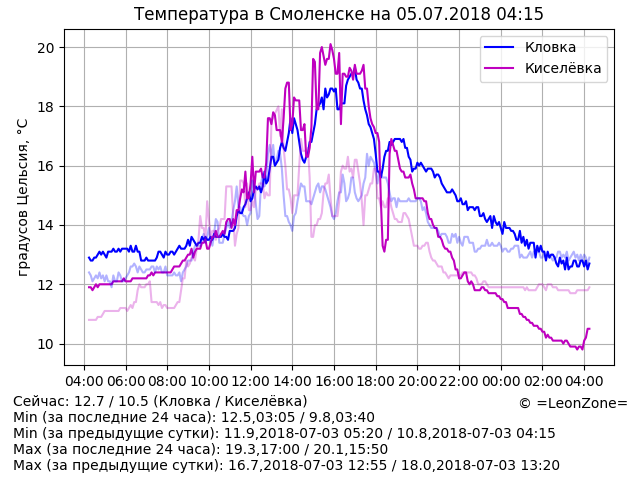 Температура в Смоленске на 05.07.2018 04:15
Кловка
Киселёвка
градусов Цельсия, °C
20
18
16
14
12
10
04:00 06:00 08:00 10:00 12:00 14:00 16:00 18:00 20:00 22:00 00:00 02:00 04:00
Сейчас: 12.7 / 10.5 (Кловка / Киселёвка)
© =LeonZone=
Min (за последние 24 часа): 12.5,03:05 / 9.8,03:40
Min (за предыдущие сутки): 11.9,2018-07-03 05:20 / 10.8,2018-07-03 04:15
Max (за последние 24 часа): 19.3,17:00 / 20.1,15:50
Max (за предыдущие сутки): 16.7,2018-07-03 12:55 / 18.0,2018-07-03 13:20